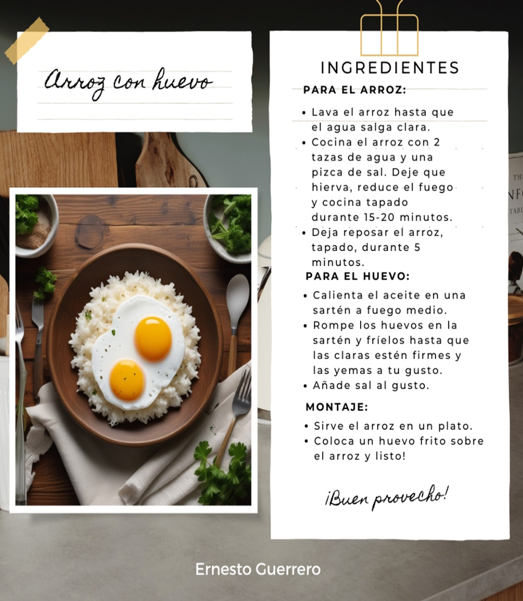 Arroz con huevo
INGREDIENTES
PARA EL ARROZ:
• Lava el arroz hasta que
el agua salga clara.
• Cocina el arroz con 2
tazas de agua y una
pizca de sal. Deje que
hierva, reduce el fuego
y cocina tapado
durante 15-20 minutos.
• Deja reposar el arroz,
tapado, durante 5
minutos.
PARA EL HUEVO:
• Calienta el aceite en una
sartén a fuego medio.
• Rompe los huevos en la
sartén y fríelos hasta que
las claras estén firmes y
las yemas a tu gusto.
• Añade sal al gusto.
MONTAJE:
• Sirve el arroz en un plato.
• Coloca un huevo frito sobre
el arroz y listo!
¡Buen provecho!
Ernesto Guerrero